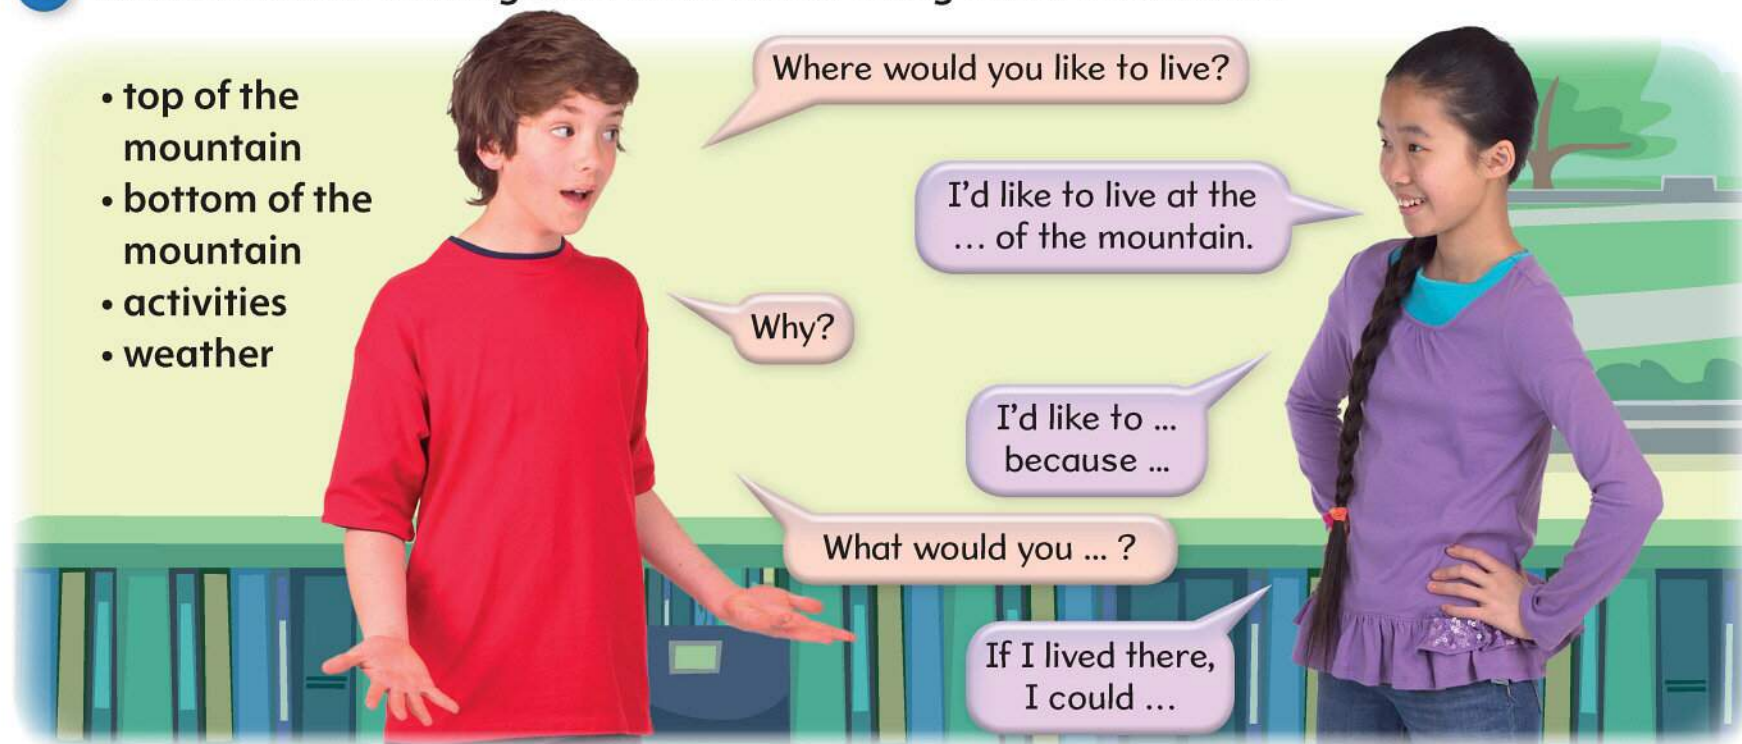 • top of the
mountain
• bottom of the
mountain
• activities
• weather
Where would you like to live?
I'd like to live at the
... of the mountain.
Why?
I'd like to ...
because ...
What would you ... ?
If I lived there,
I could ...